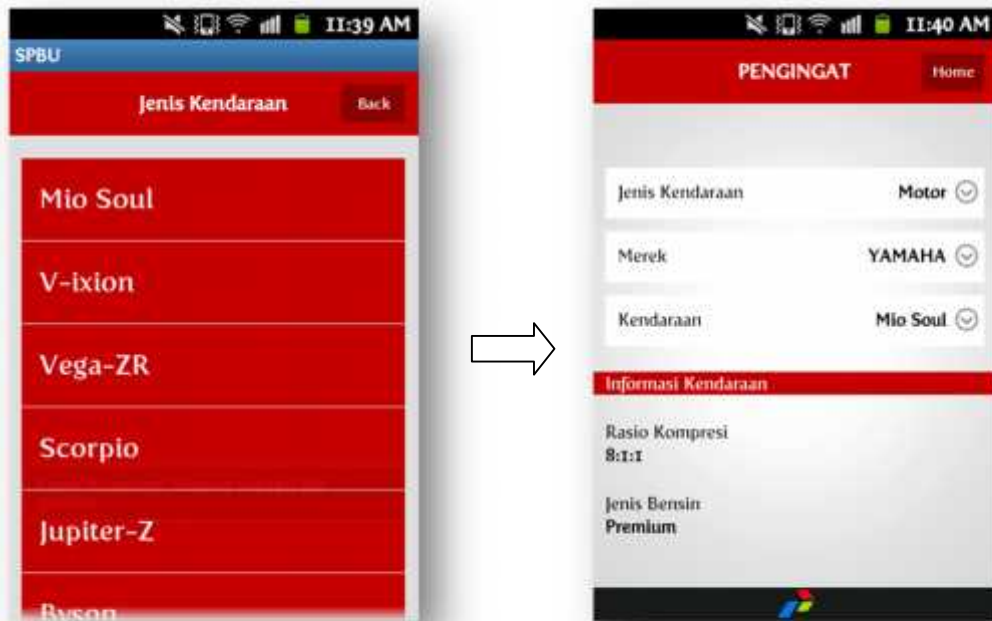 11:39 AM
SPBU
Jenis Kendaraan
Back
Mio Soul
V-ixion
Vega-ZR
Scorpio
Jupiter-Z
Byson
11:40 AM
PENGINGAT
Home
Jenis Kendaraan
Motor
Merek
YAMAHA
Kendaraan
Mio Soul
Informasi Kendaraan
Rasio Kompresi
8:1:1
Jenis Bensin
Premium